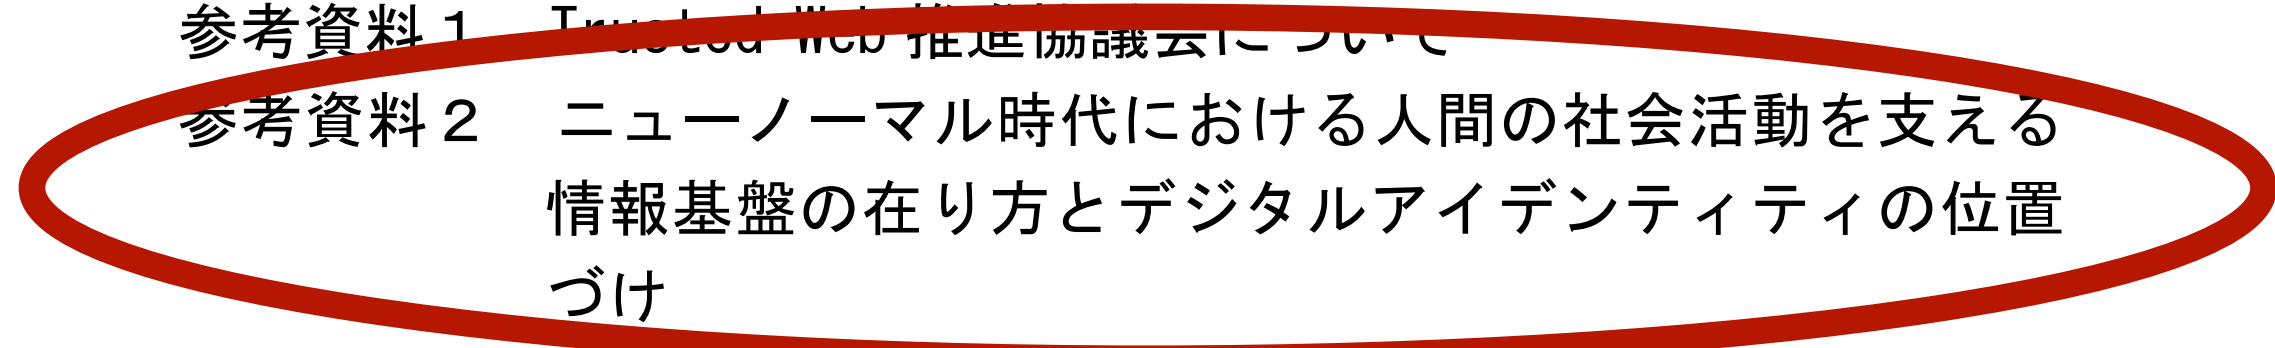 参考資料１　Trusted Web 推進協議会について
参考資料２　ニューノーマル時代における人間の社会活動を支える
情報基盤の在り方とデジタルアイデンティティの位置
づけ